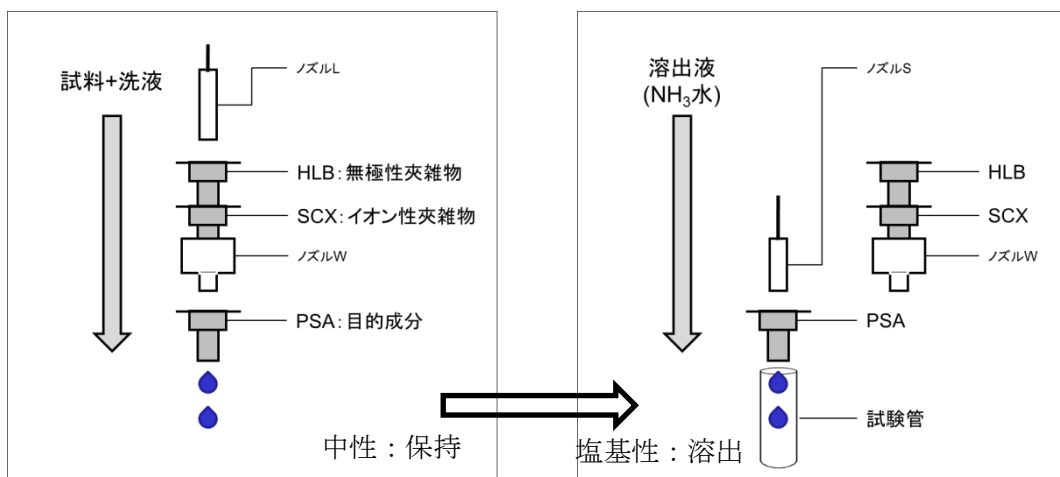 試料+洗液
ノズルL
HLB：無極性夾雑物
SCX：イオン性夾雑物
ノズルW
PSA：目的成分
中性：保持
溶出液
(NH₃水)
ノズルS
HLB
SCX
ノズルW
PSA
試験管
塩基性：溶出